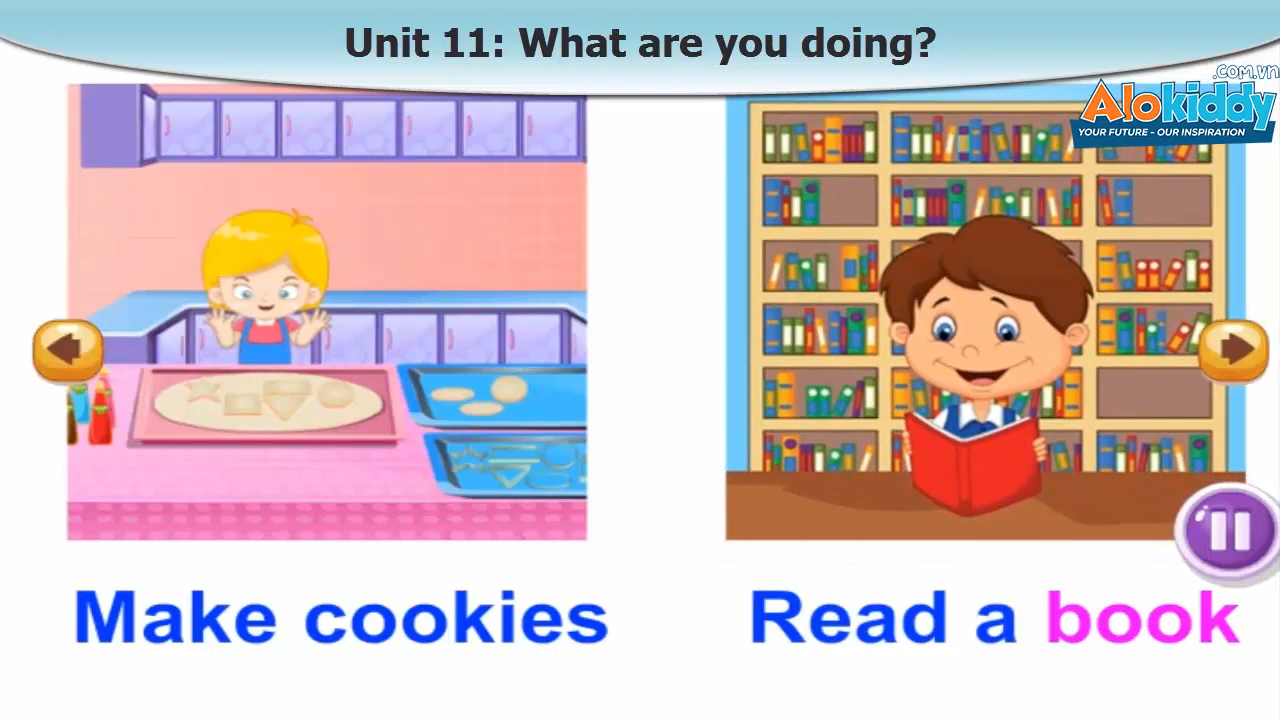 Unit 11: What are you doing?
.COM.VN
Alokiddy
YOUR FUTURE - OUR INSPIRATION
Make cookies
Read a book